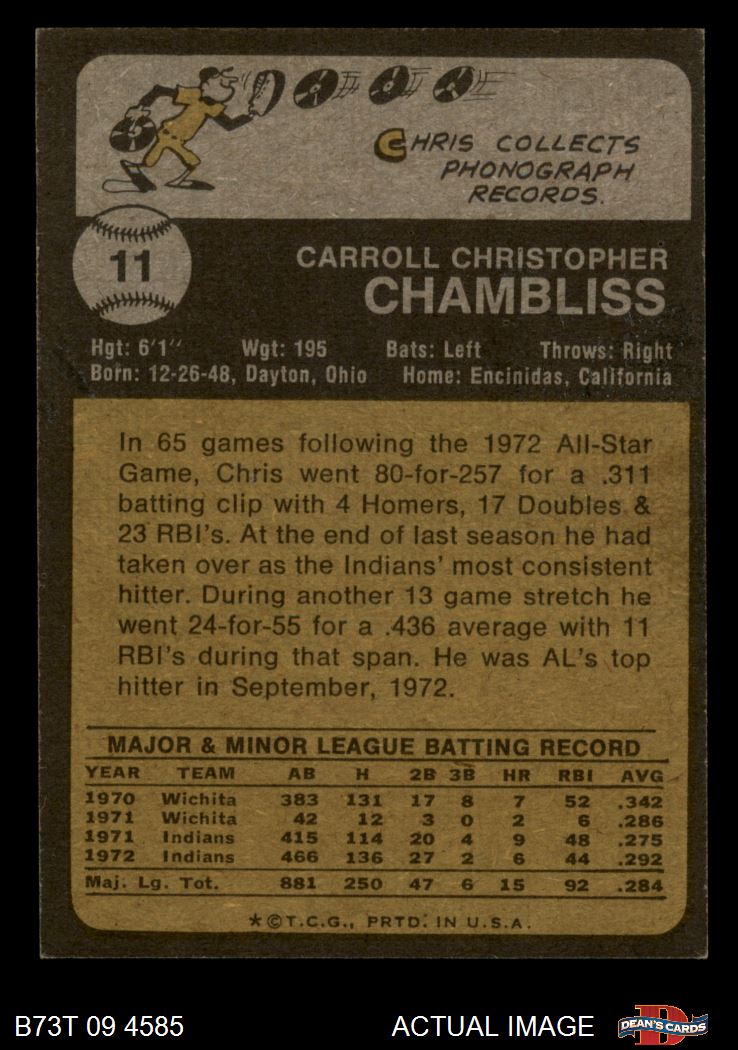 CHRIS COLLECTS
PHONOGRAPH
RECORDS.
11
CARROLL CHRISTOPHER
CHAMBLISS
Hgt: 6'1" Wgt: 195 Bats: Left Throws: Right
Born: 12-26-48, Dayton, Ohio Home: Encinidas, California
In 65 games following the 1972 All-Star
Game, Chris went 80-for-257 for a .311
batting clip with 4 Homers, 17 Doubles &
23 RBI's. At the end of last season he had
taken over as the Indians' most consistent
hitter. During another 13 game stretch he
went 24-for-55 for a .436 average with 11
RBI's during that span. He was AL's top
hitter in September, 1972.
MAJOR & MINOR LEAGUE BATTING RECORD
YEAR TEAM AB H 2B 3B HR RBI AVG
1970 Wichita 383 131 17 8 7 52 .342
1971 Wichita 42 12 3 0 2 6 .286
1971 Indians 415 114 20 4 9 48 .275
1972 Indians 466 136 27 2 6 44 .292
Maj. Lg. Tot. 881 250 47 6 15 92 .284
★©T.C.G., PRTD. IN U.S.A.
B73T 09 4585 ACTUAL IMAGE
DEAN'S CARDS